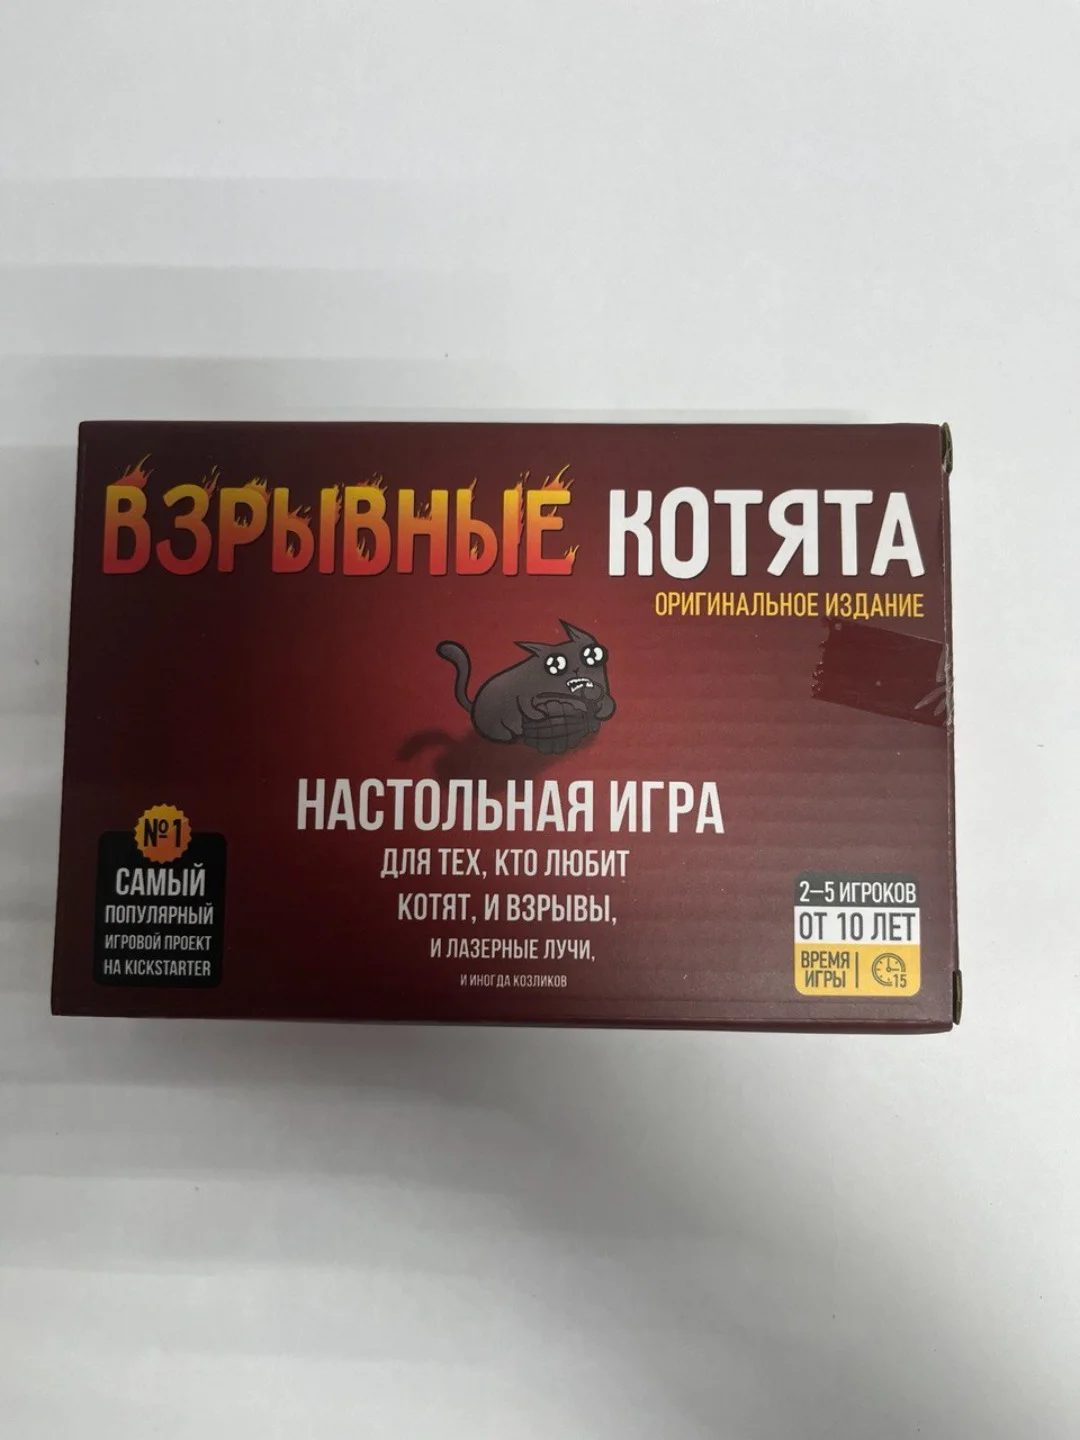 ВЗРЫВНЫЕ КОТЯТА
ОРИГИНАЛЬНОЕ ИЗДАНИЕ
НАСТОЛЬНАЯ ИГРА
ДЛЯ ТЕХ, КТО ЛЮБИТ
КОТЯТ, И ВЗРЫВЫ,
И ЛАЗЕРНЫЕ ЛУЧИ,
И ИНОГДА КОЗЛИКОВ
№1
САМЫЙ
ПОПУЛЯРНЫЙ
ИГРОВОЙ ПРОЕКТ
НА KICKSTARTER
2–5 ИГРОКОВ
ОТ 10 ЛЕТ
ВРЕМЯ
ИГРЫ
15